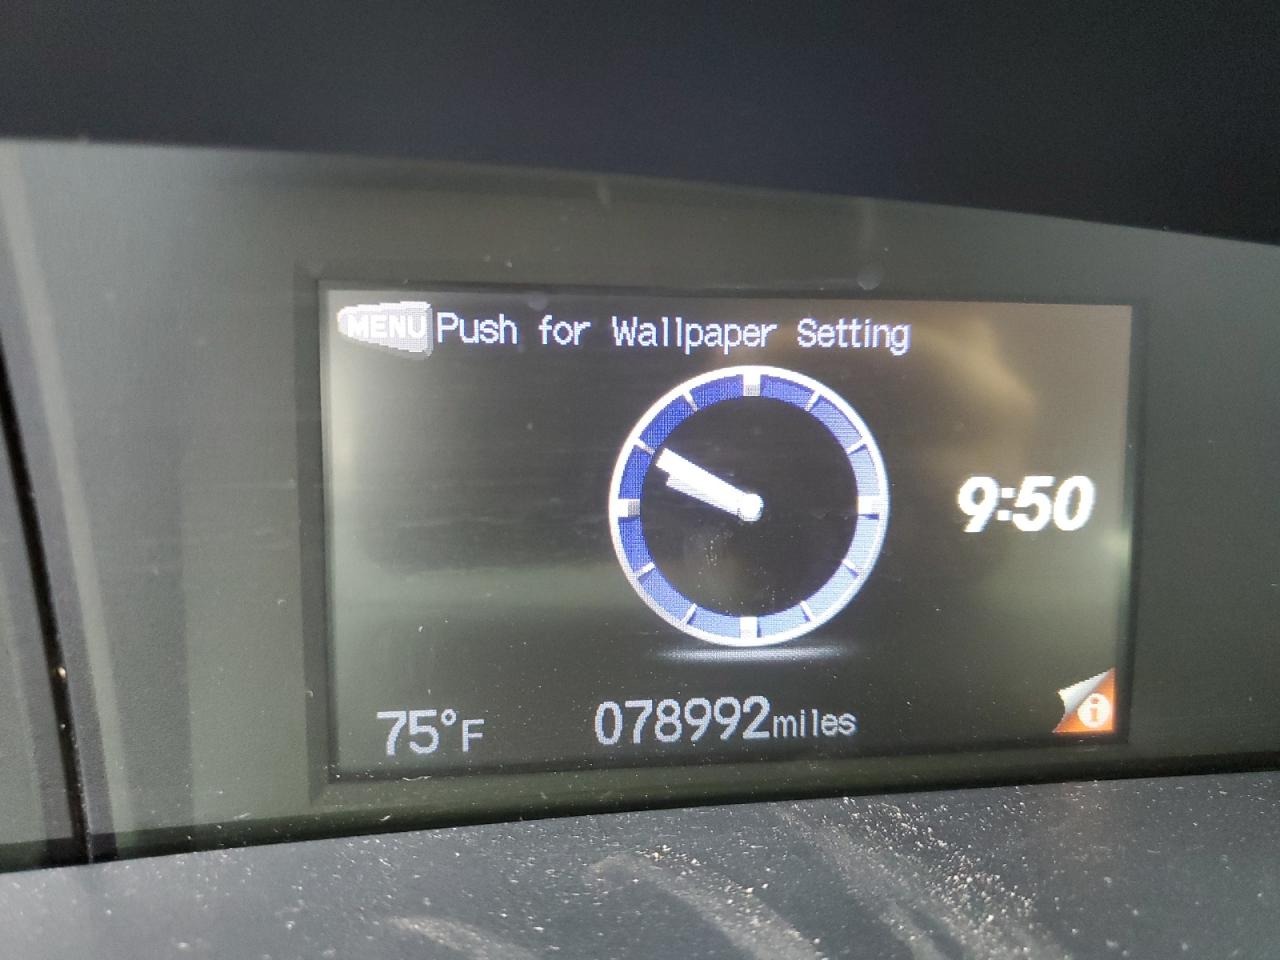 MENU Push for Wallpaper Setting
9:50
75°F 078992miles
i